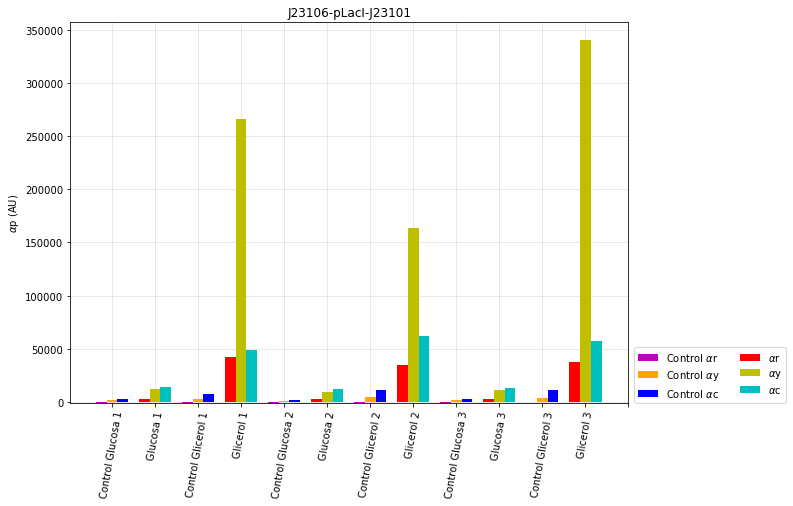 J23106-pLacI-J23101
αp (AU)
350000
300000
250000
200000
150000
100000
50000
0
Control Glucosa 1
Glucosa 1
Control Glicerol 1
Glicerol 1
Control Glucosa 2
Glucosa 2
Control Glicerol 2
Glicerol 2
Control Glucosa 3
Glucosa 3
Control Glicerol 3
Glicerol 3
Control αr
Control αy
Control αc
αr
αy
αc